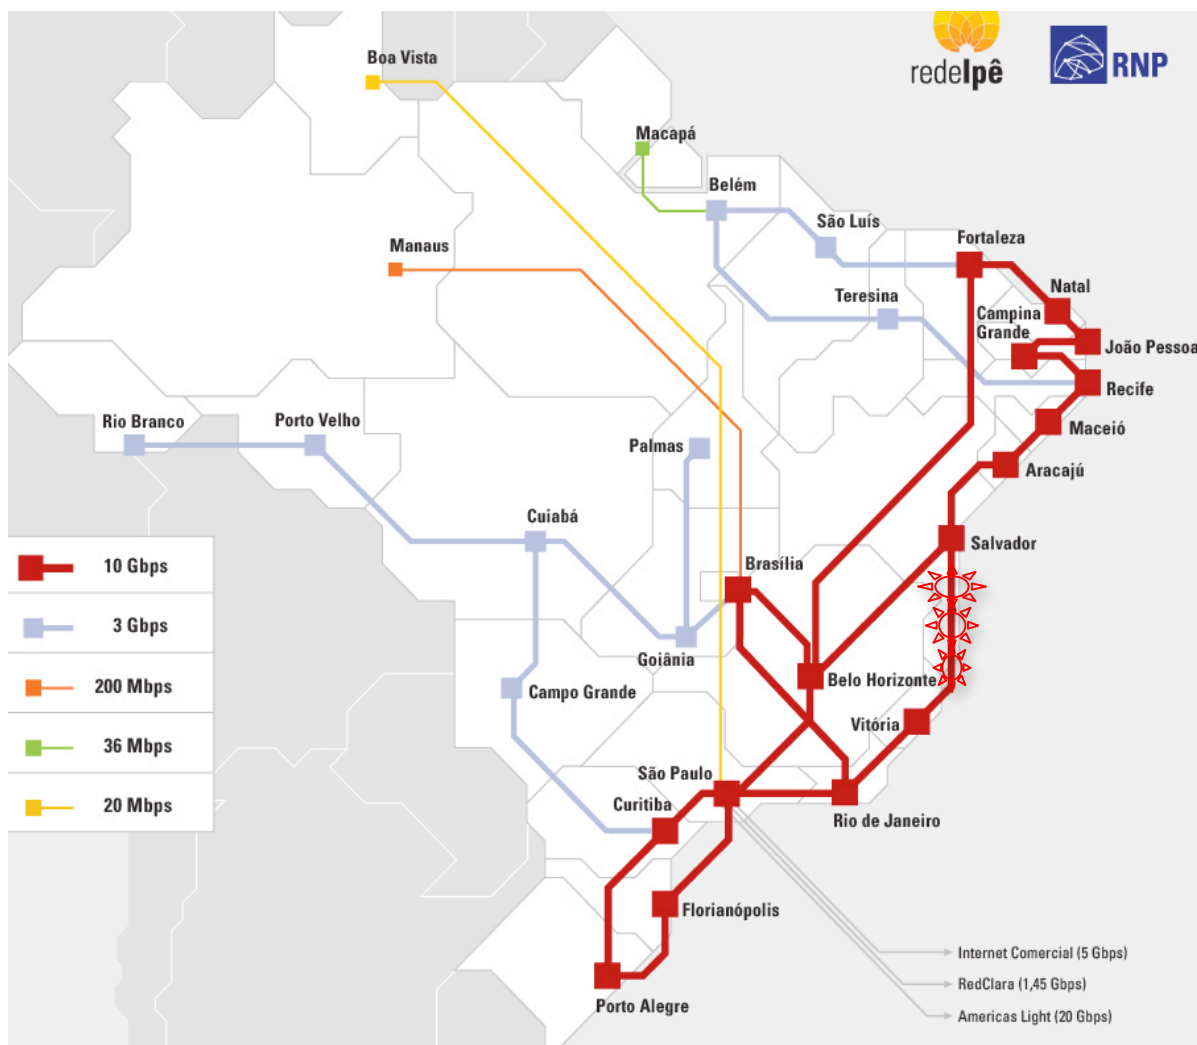 redeIpê
RNP
Boa Vista
Macapá
Belém
São Luís
Fortaleza
Manaus
Teresina
Natal
Campina
Grande
João Pessoa
Recife
Rio Branco
Porto Velho
Palmas
Maceió
Aracajú
Cuiabá
Salvador
Brasília
10 Gbps
3 Gbps
200 Mbps
36 Mbps
20 Mbps
Goiânia
Campo Grande
Belo Horizonte
Vitória
São Paulo
Curitiba
Rio de Janeiro
Florianópolis
Porto Alegre
Internet Comercial (5 Gbps)
RedClara (1,45 Gbps)
Americas Light (20 Gbps)